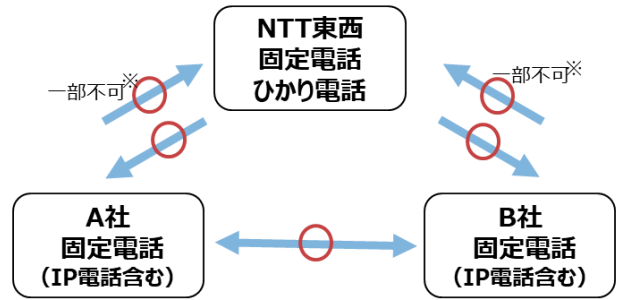 NTT東西
固定電話
ひかり電話
一部不可※
一部不可※
A社
固定電話
（IP電話含む）
B社
固定電話
（IP電話含む）